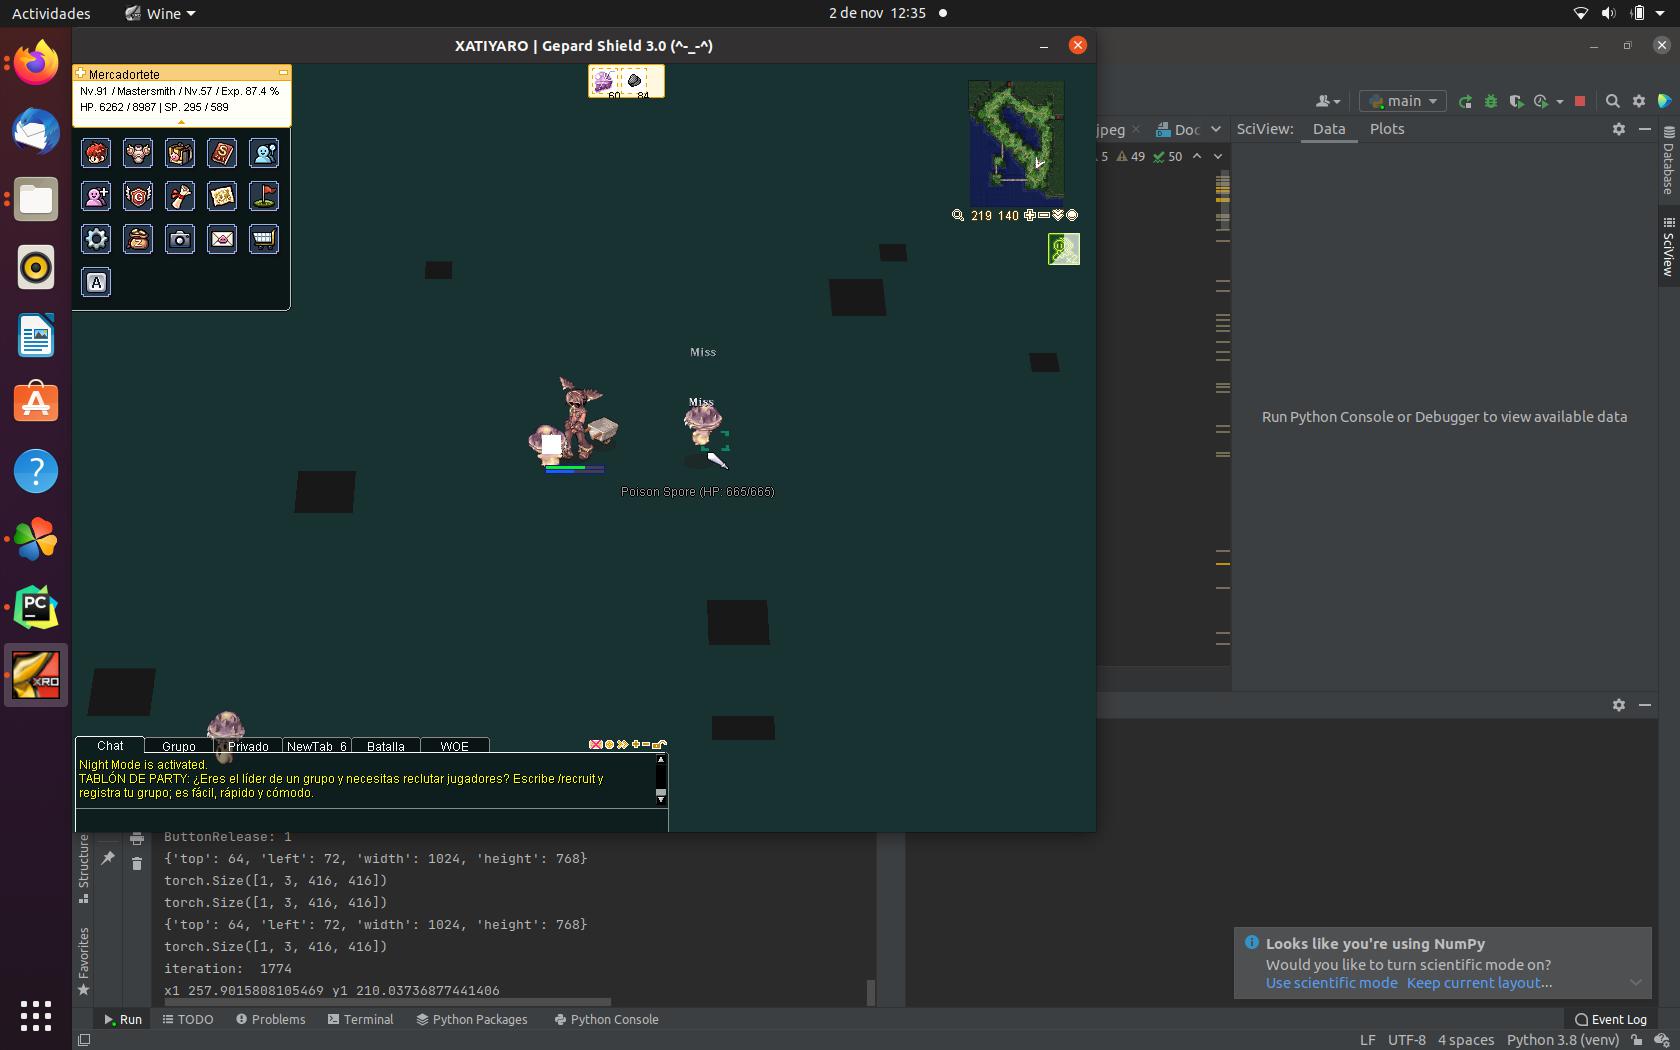 Actividades
Wine
2 de nov 12:35
XATIYARO | Gepard Shield 3.0 (^-_-^)
Mercadortete
Nv.91 / Mastersmith / Nv.57 / Exp. 87.4 %
HP. 6262 / 8987 | SP. 295 / 589
60 84
219 140
main
jpeg
Doc
SciView:
Data
Plots
5 49 50
Database
SciView
Run Python Console or Debugger to view available data
Miss
Miss
Poison Spore (HP: 665/665)
PC
XRO
A
Chat
Grupo
Privado
NewTab 6
Batalla
WOE
Night Mode is activated.
TABLÓN DE PARTY: ¿Eres el líder de un grupo y necesitas reclutar jugadores? Escribe /recruit y
registra tu grupo; es fácil, rápido y cómodo.
ButtonRelease: 1
{'top': 64, 'left': 72, 'width': 1024, 'height': 768}
torch.Size([1, 3, 416, 416])
torch.Size([1, 3, 416, 416])
{'top': 64, 'left': 72, 'width': 1024, 'height': 768}
torch.Size([1, 3, 416, 416])
iteration:  1774
x1 257.9015808105469 y1 210.03736877441406
Structure
Favorites
Looks like you're using NumPy
Would you like to turn scientific mode on?
Use scientific mode Keep current layout...
Run
TODO
Problems
Terminal
Python Packages
Python Console
Event Log
LF UTF-8 4 spaces Python 3.8 (venv)